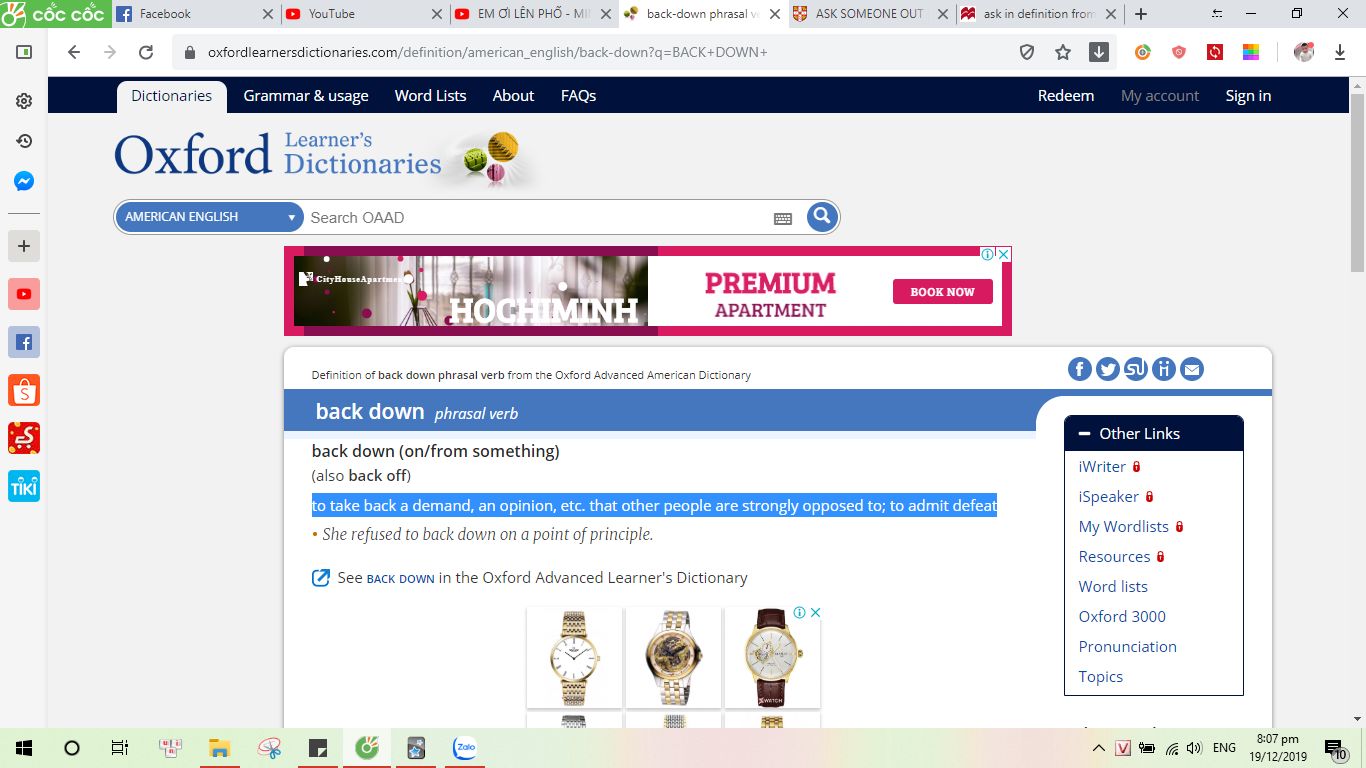 cốc cốc
Facebook
YouTube
EM ƠI LÊN PHỐ - MI
back-down phrasal ve
ASK SOMEONE OUT
ask in definition from
oxfordlearnersdictionaries.com/definition/american_english/back-down?q=BACK+DOWN+
Dictionaries Grammar & usage Word Lists About FAQs Redeem My account Sign in
Oxford Learner's Dictionaries
AMERICAN ENGLISH Search OAAD
CityHouseApartmen
HOCHIMINH
PREMIUM
APARTMENT
BOOK NOW
Definition of back down phrasal verb from the Oxford Advanced American Dictionary
back down phrasal verb
back down (on/from something)
(also back off)
to take back a demand, an opinion, etc. that other people are strongly opposed to; to admit defeat
• She refused to back down on a point of principle.
See BACK DOWN in the Oxford Advanced Learner's Dictionary
Other Links
iWriter
iSpeaker
My Wordlists
Resources
Word lists
Oxford 3000
Pronunciation
Topics
TIKI
WATCH
Zalo
ENG
8:07 pm
19/12/2019
10